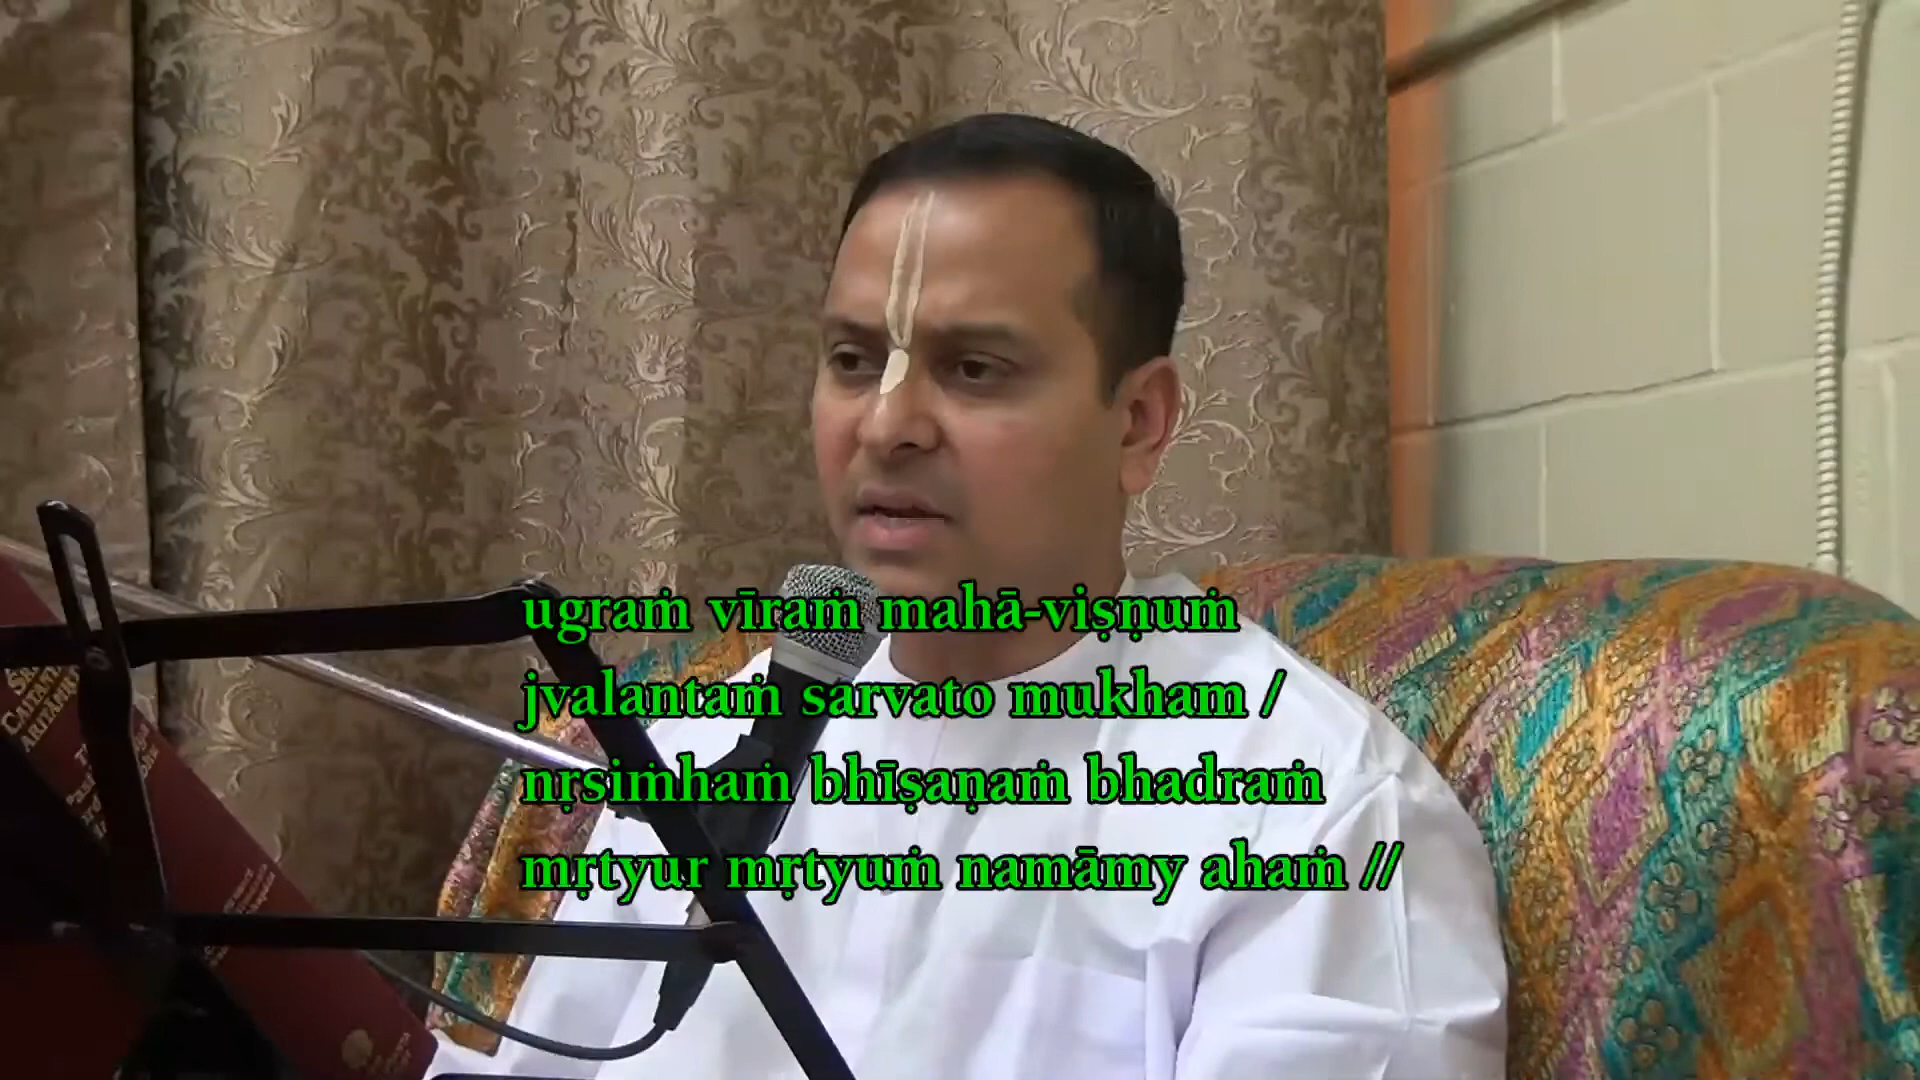 ugraṁ vīraṁ mahā-viṣṇuṁ
jvalantaṁ sarvato mukham /
nṛsiṁhaṁ bhīṣaṇaṁ bhadraṁ
mṛtyur mṛtyuṁ namāmy ahaṁ //